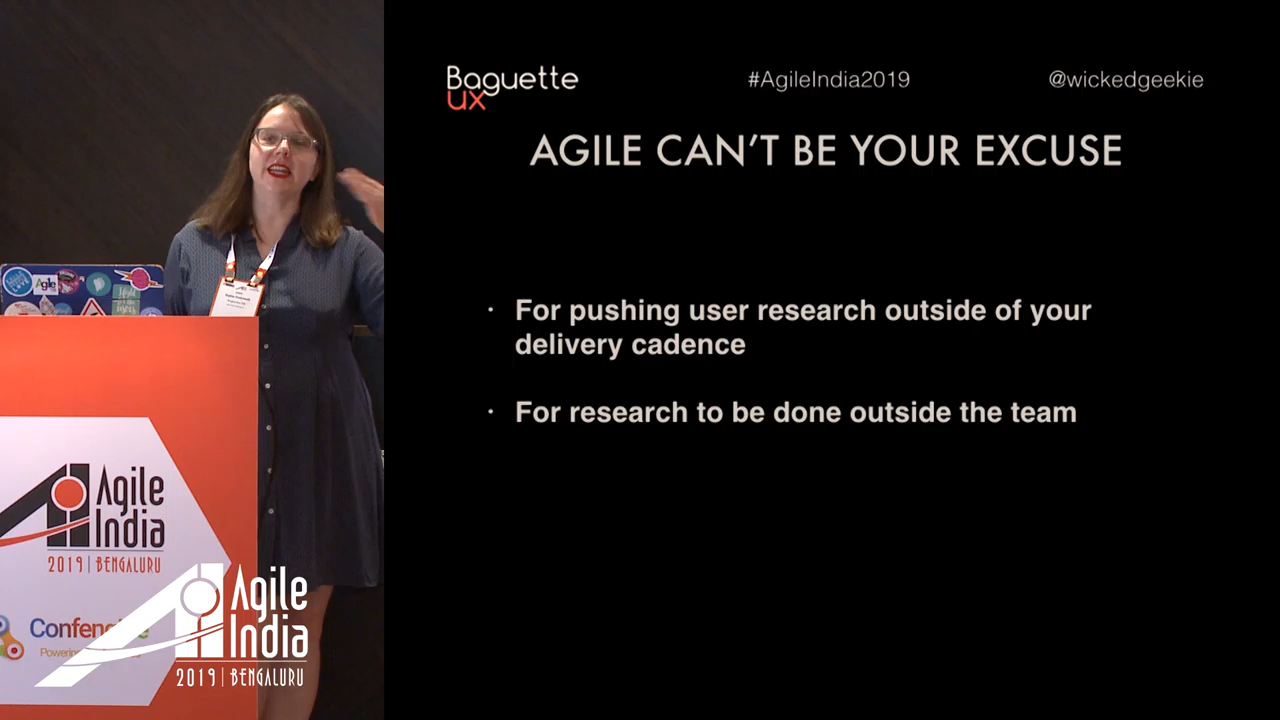 Baguette
UX
#AgileIndia2019
@wickedgeekie
AGILE CAN'T BE YOUR EXCUSE
· For pushing user research outside of your
delivery cadence
· For research to be done outside the team
Agile
Agile
India
2019 | BENGALURU
Agile
India
2019 | BENGALURU